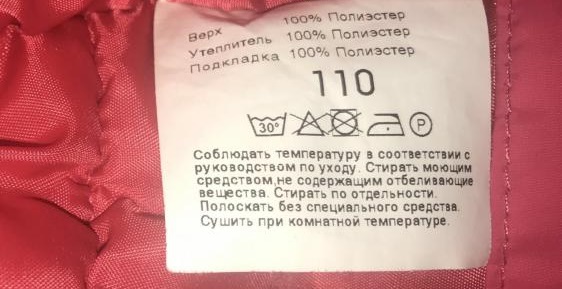 Верх 100% Полиэстер
Утеплитель 100% Полиэстер
Подкладка 100% Полиэстер
110
30° P
Соблюдать температуру в соответствии с
руководством по уходу. Стирать моющим
средством,не содержащим отбеливающие
вещества. Стирать по отдельности.
Полоскать без специального средства.
Сушить при комнатной температуре.